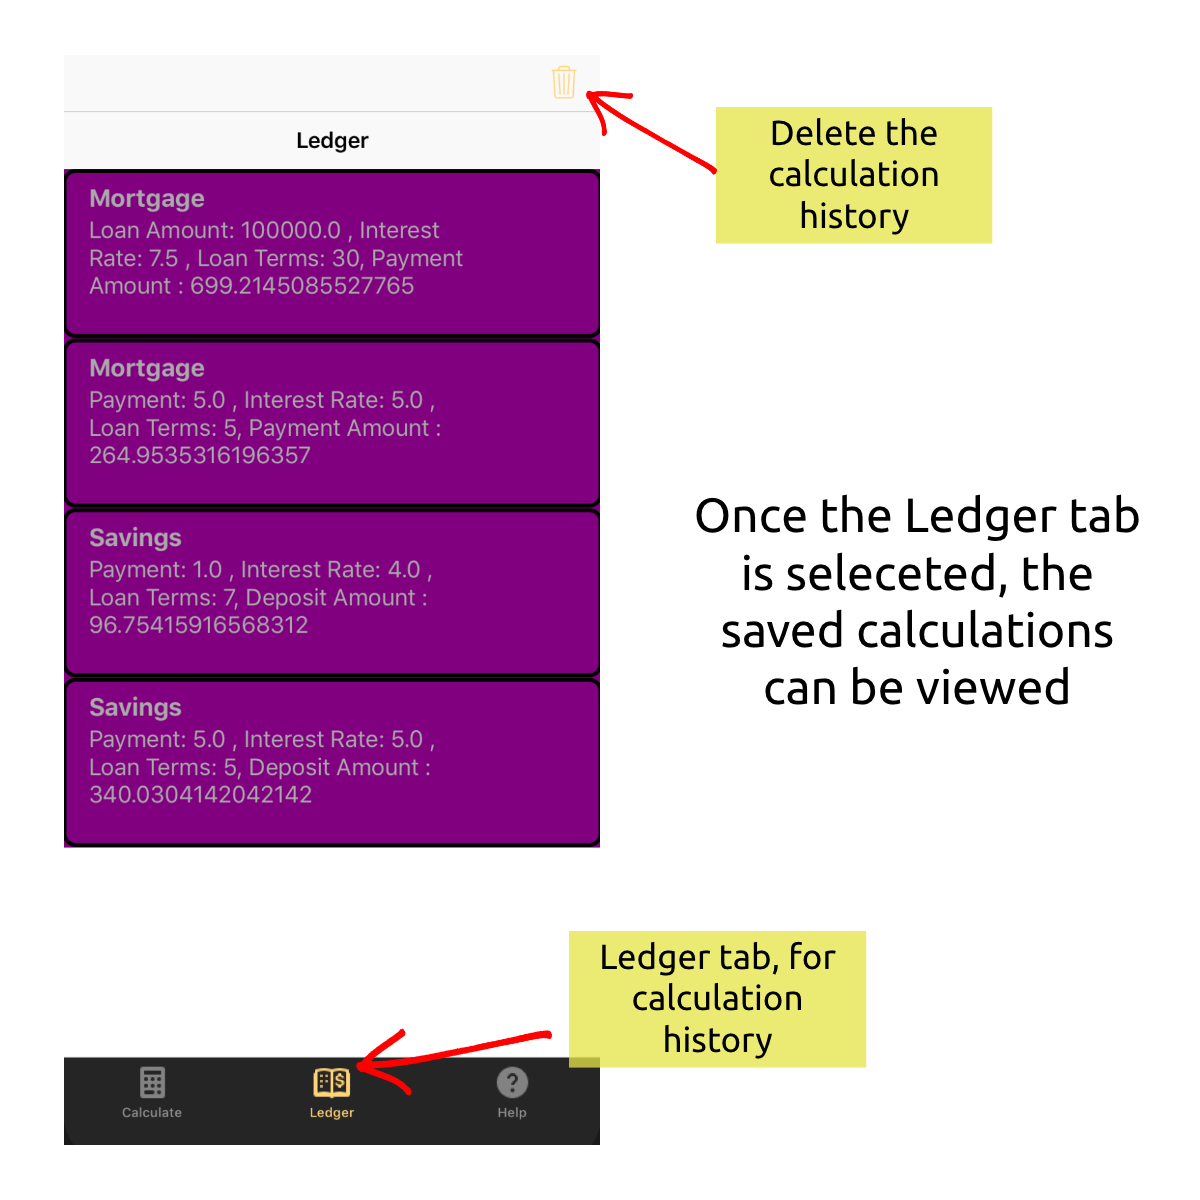 Delete the
calculation
history
Ledger
Mortgage
Loan Amount: 100000.0 , Interest
Rate: 7.5 , Loan Terms: 30, Payment
Amount : 699.2145085527765
Mortgage
Payment: 5.0 , Interest Rate: 5.0 ,
Loan Terms: 5, Payment Amount :
264.9535316196357
Savings
Payment: 1.0 , Interest Rate: 4.0 ,
Loan Terms: 7, Deposit Amount :
96.75415916568312
Savings
Payment: 5.0 , Interest Rate: 5.0 ,
Loan Terms: 5, Deposit Amount :
340.0304142042142
Once the Ledger tab
is seleceted, the
saved calculations
can be viewed
Ledger tab, for
calculation
history
Calculate
Ledger
Help